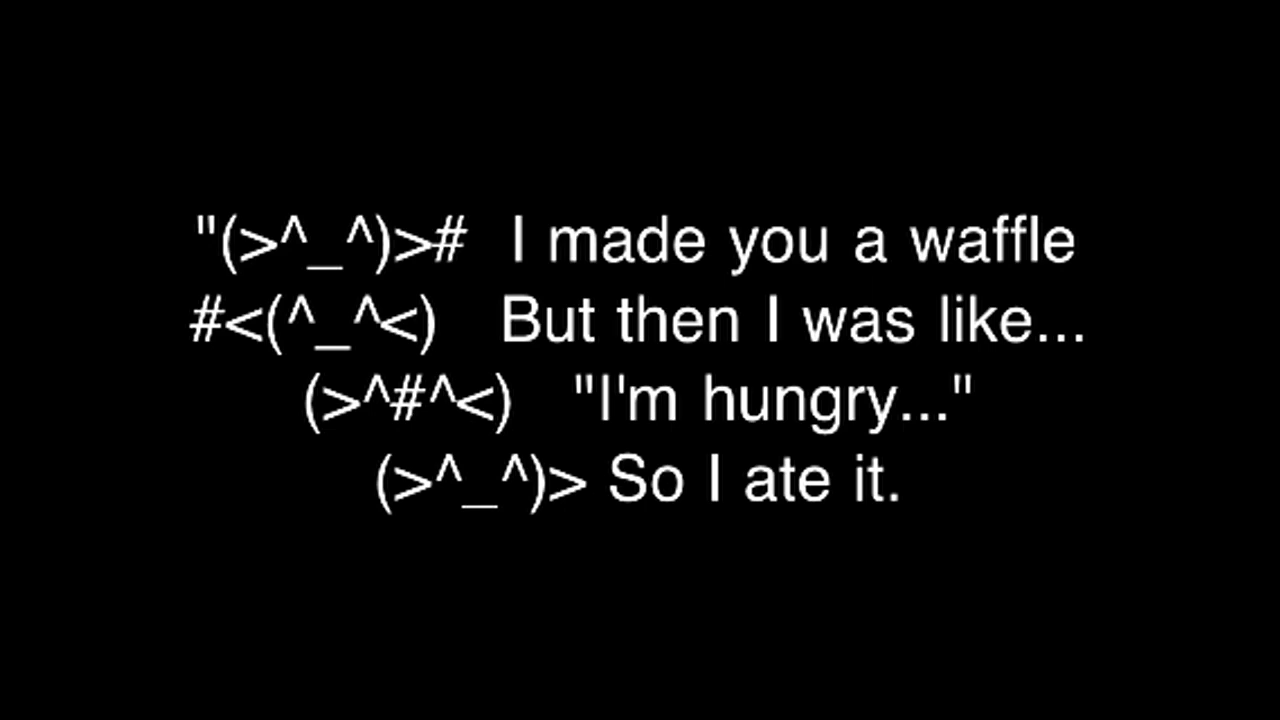 "(>^_^)># I made you a waffle
#<(^_^<) But then I was like...
(>^#^<) "I'm hungry..."
(>^_^)> So I ate it.